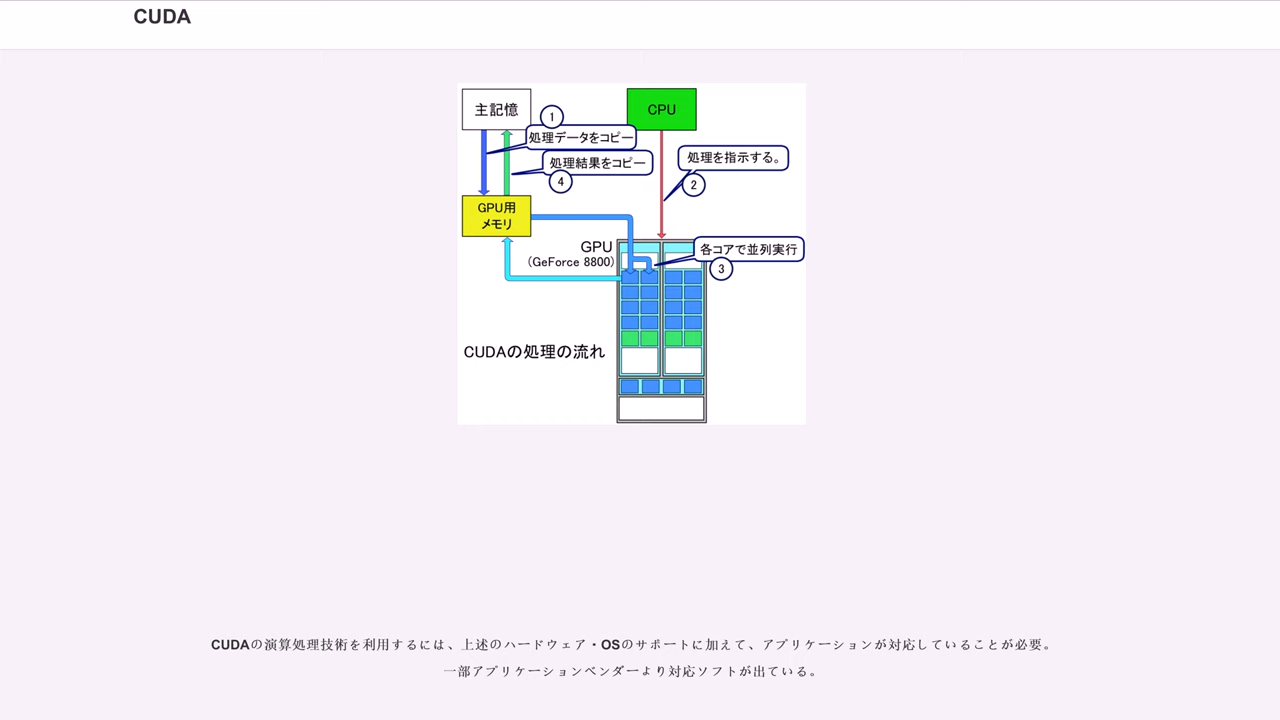 CUDA
主記憶
CPU
1
処理データをコピー
処理結果をコピー
4
処理を指示する。
2
GPU用
メモリ
GPU
(GeForce 8800)
各コアで並列実行
3
CUDAの処理の流れ
CUDAの演算処理技術を利用するには、上述のハードウェア・OSのサポートに加えて、アプリケーションが対応していることが必要。
一部アプリケーションベンダーより対応ソフトが出ている。